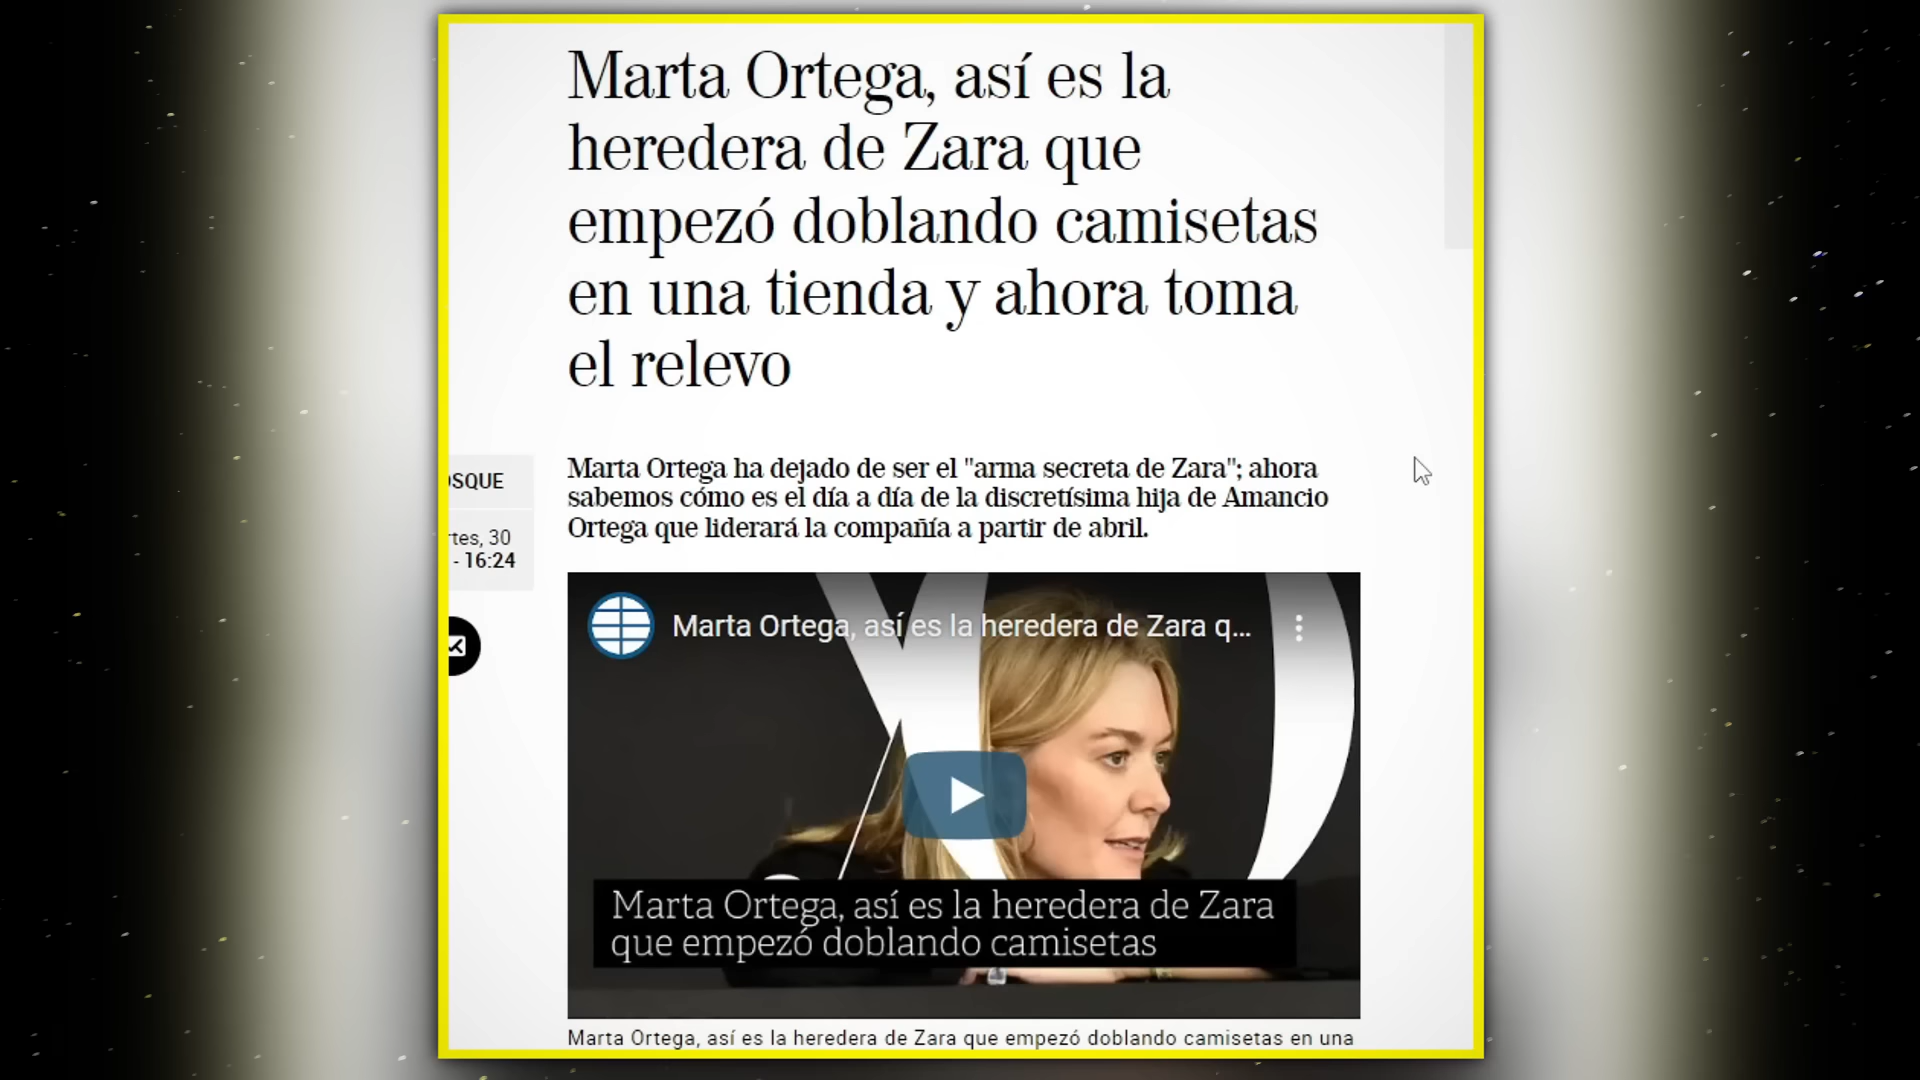 Marta Ortega, así es la
heredera de Zara que
empezó doblando camisetas
en una tienda y ahora toma
el relevo
Marta Ortega ha dejado de ser el "arma secreta de Zara"; ahora
sabemos cómo es el día a día de la discretísima hija de Amancio
Ortega que liderará la compañía a partir de abril.
OSQUE
rtes, 30
- 16:24
Marta Ortega, así es la heredera de Zara q...
Marta Ortega, así es la heredera de Zara
que empezó doblando camisetas
Marta Ortega, así es la heredera de Zara que empezó doblando camisetas en una